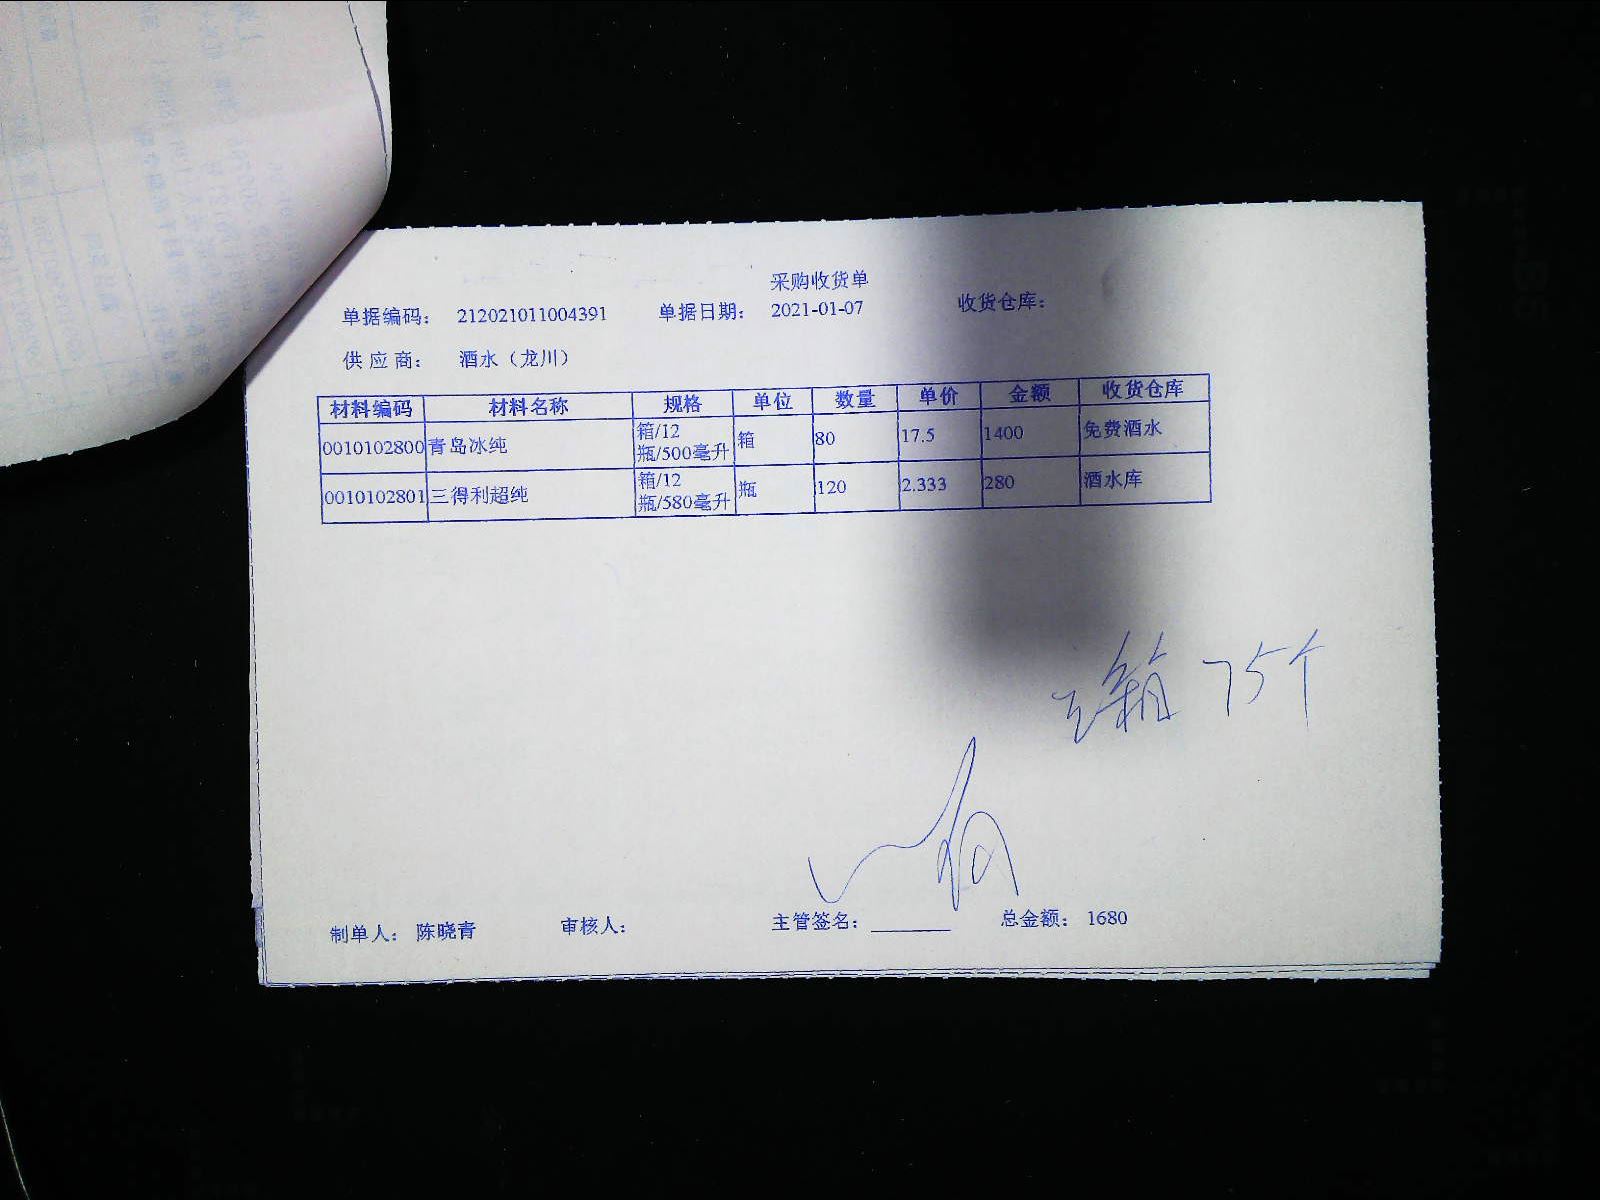 采购收货单
单据编码： 212021011004391 单据日期： 2021-01-07 收货仓库：
供 应 商： 酒水（龙川）
材料编码 材料名称 规格 单位 数量 单价 金额 收货仓库
0010102800 青岛冰纯 箱/12瓶/500毫升 箱 80 17.5 1400 免费酒水
0010102801 三得利超纯 箱/12瓶/580毫升 瓶 120 2.333 280 酒水库
箱 75个
制单人： 陈晓青 审核人： 主管签名： 总金额： 1680